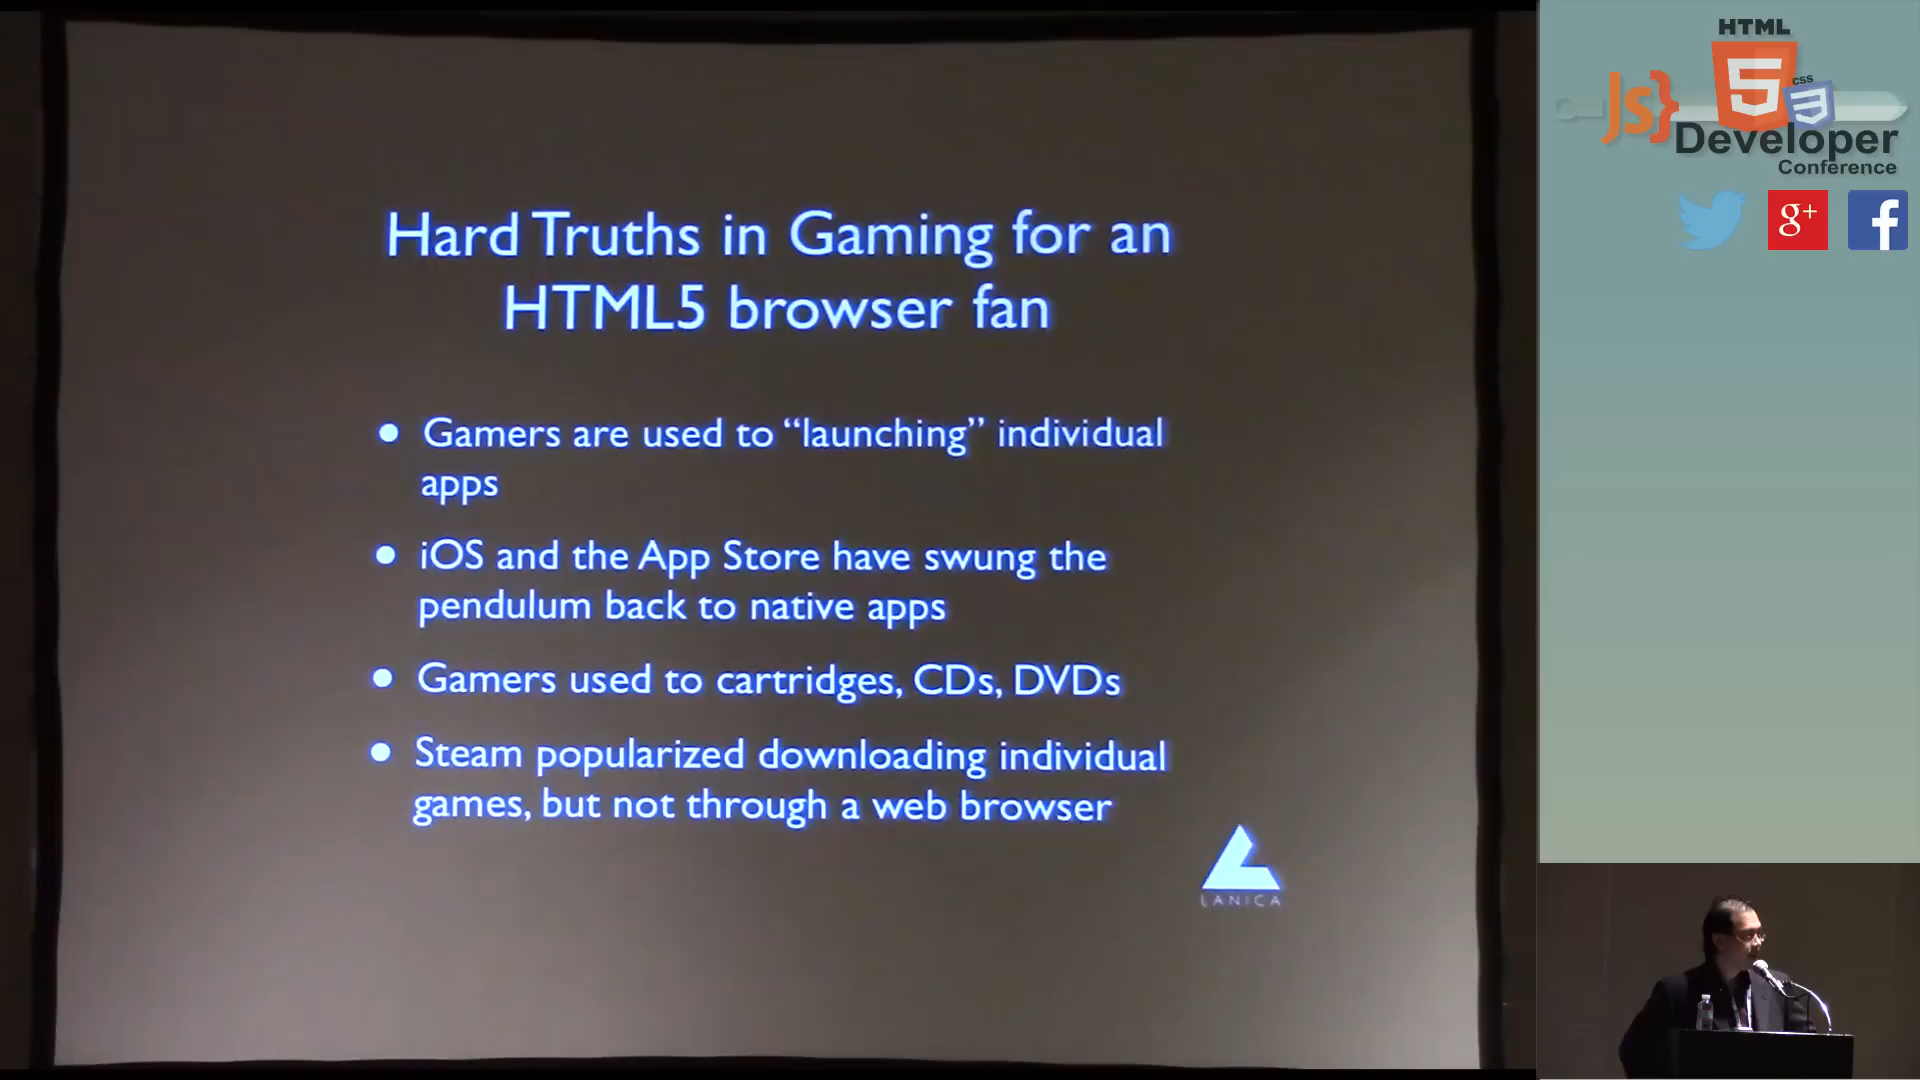 Hard Truths in Gaming for an
HTML5 browser fan
● Gamers are used to “launching” individual
apps
● iOS and the App Store have swung the
pendulum back to native apps
● Gamers used to cartridges, CDs, DVDs
● Steam popularized downloading individual
games, but not through a web browser
LANICA
HTML
5
JS}
CSS
3
Developer
Conference
g+
f